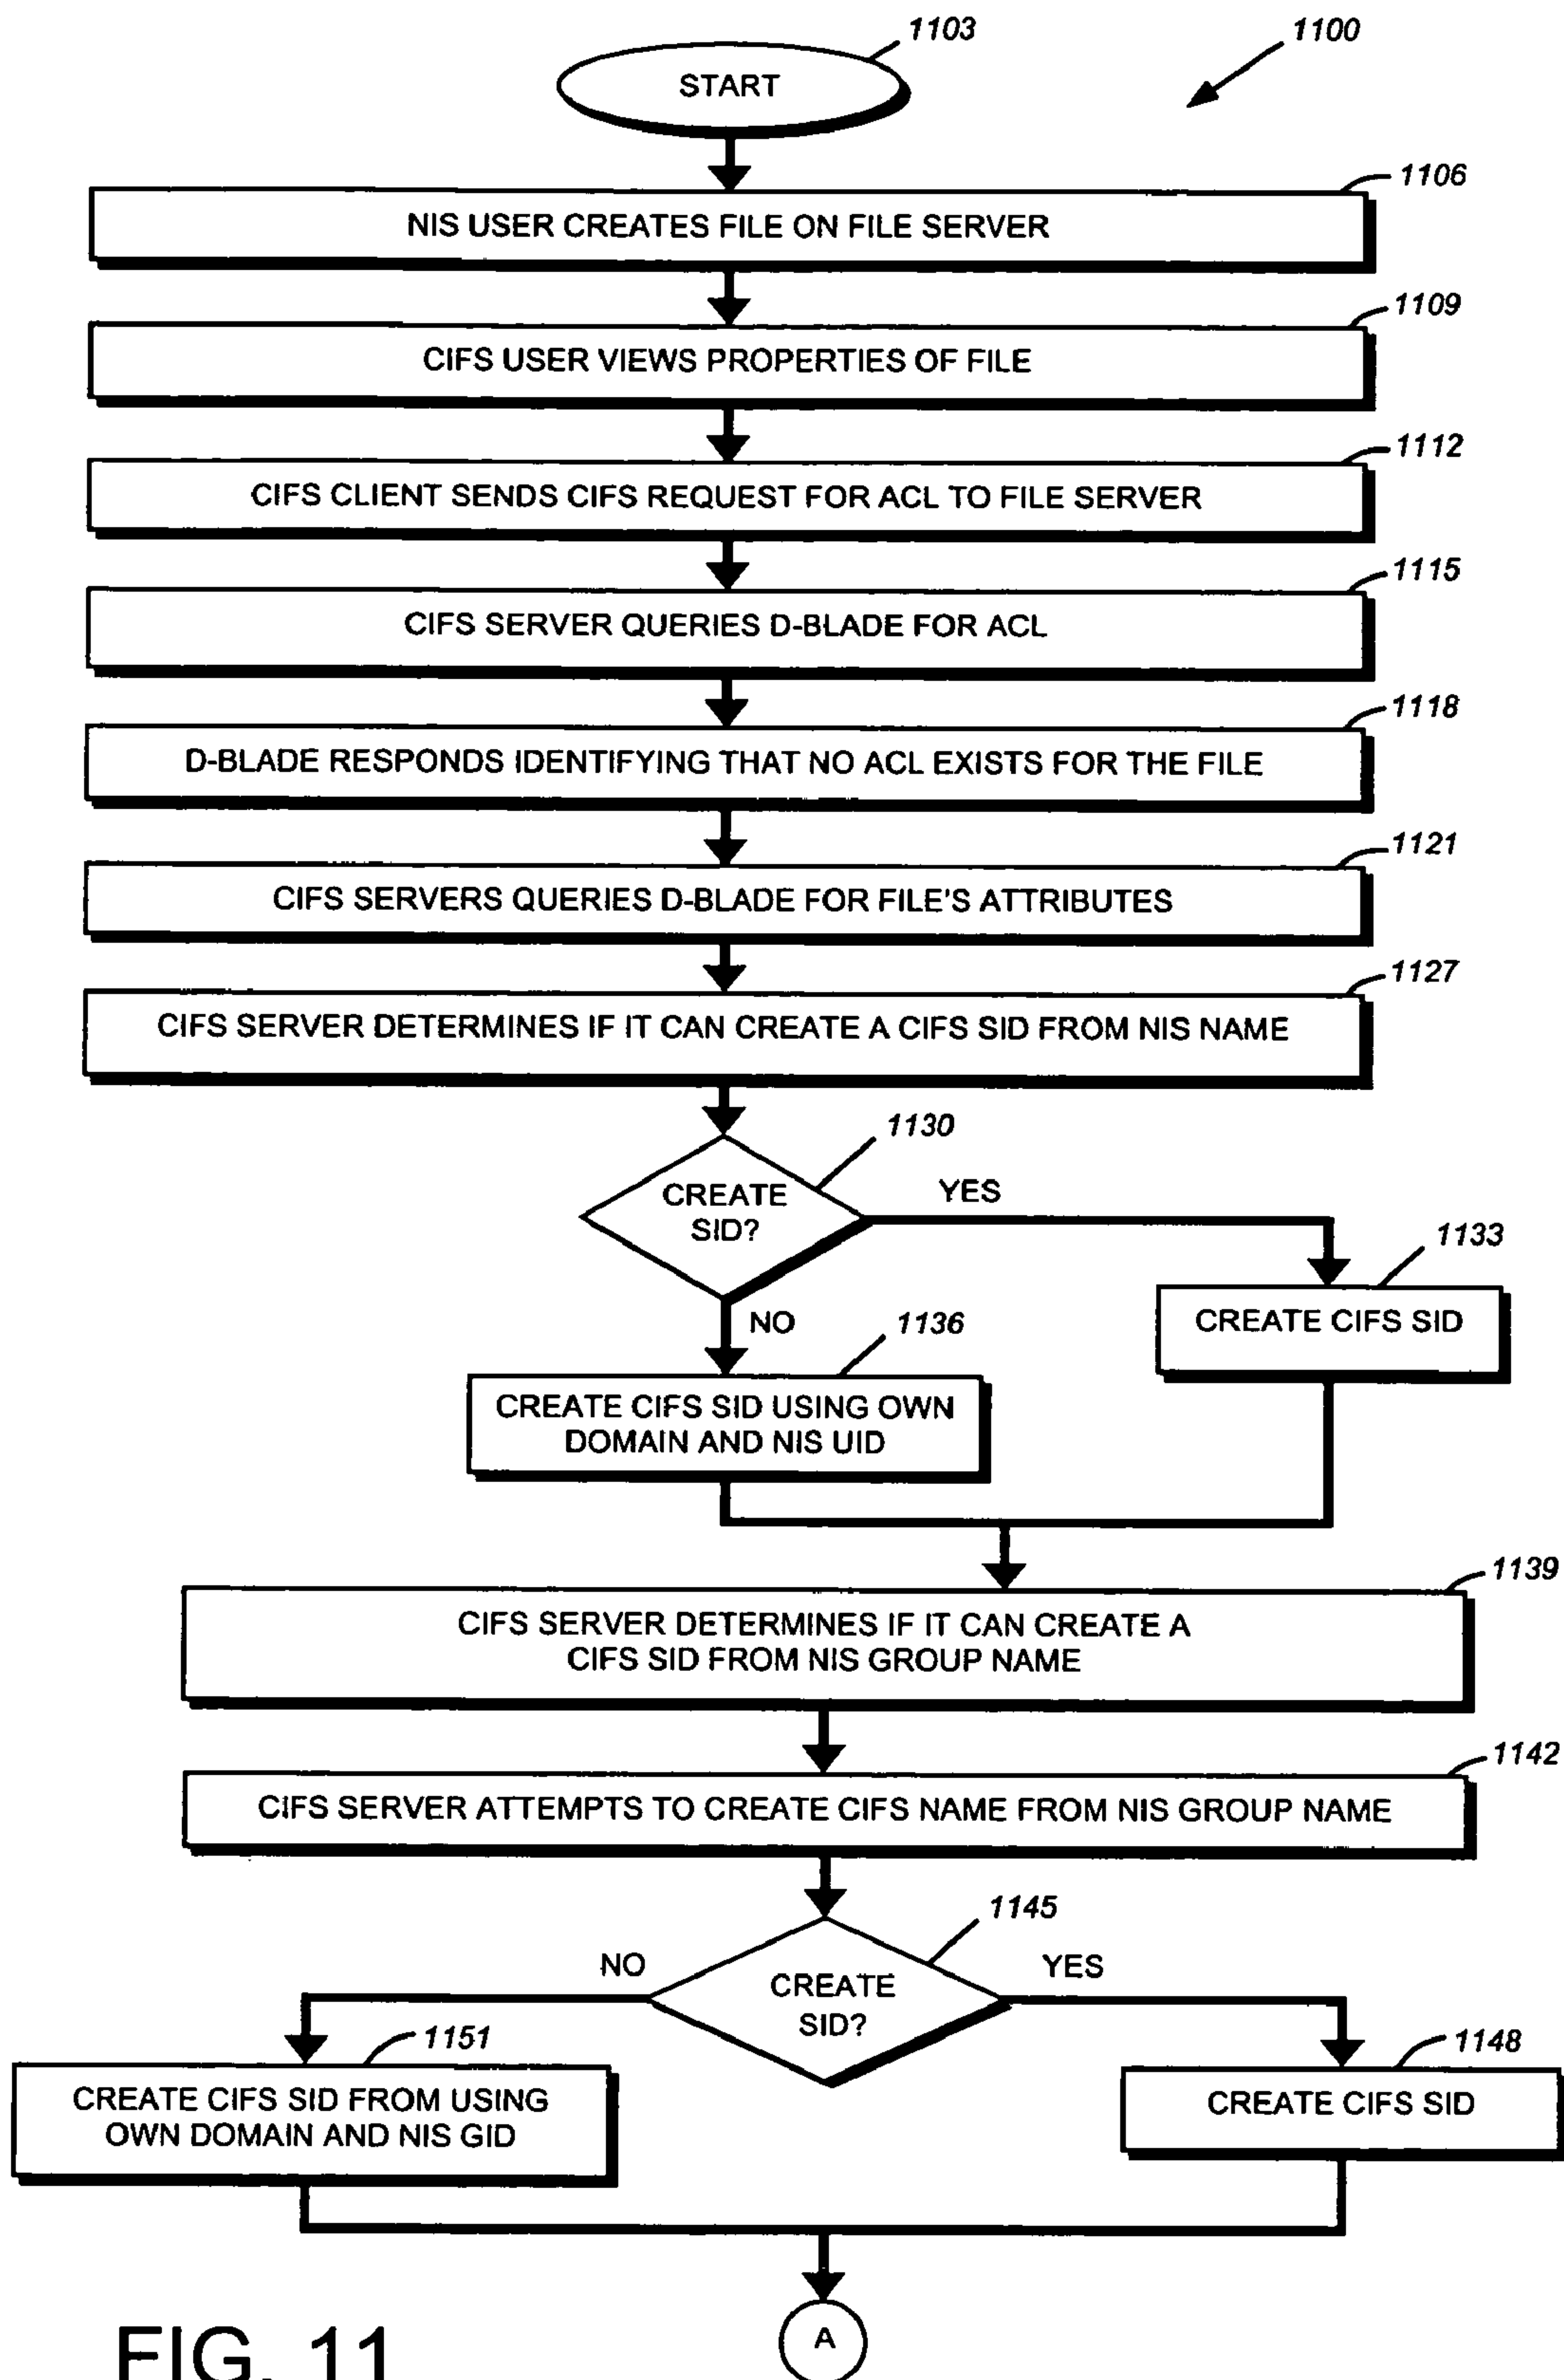 1103
1100
START
1106
NIS USER CREATES FILE ON FILE SERVER
1109
CIFS USER VIEWS PROPERTIES OF FILE
1112
CIFS CLIENT SENDS CIFS REQUEST FOR ACL TO FILE SERVER
1115
CIFS SERVER QUERIES D-BLADE FOR ACL
1118
D-BLADE RESPONDS IDENTIFYING THAT NO ACL EXISTS FOR THE FILE
1121
CIFS SERVERS QUERIES D-BLADE FOR FILE'S ATTRIBUTES
1127
CIFS SERVER DETERMINES IF IT CAN CREATE A CIFS SID FROM NIS NAME
1130
CREATE
SID?
YES
1133
CREATE CIFS SID
NO
1136
CREATE CIFS SID USING OWN
DOMAIN AND NIS UID
1139
CIFS SERVER DETERMINES IF IT CAN CREATE A
CIFS SID FROM NIS GROUP NAME
1142
CIFS SERVER ATTEMPTS TO CREATE CIFS NAME FROM NIS GROUP NAME
1145
NO
YES
CREATE
SID?
1151
1148
CREATE CIFS SID FROM USING
OWN DOMAIN AND NIS GID
CREATE CIFS SID
A
FIG. 11